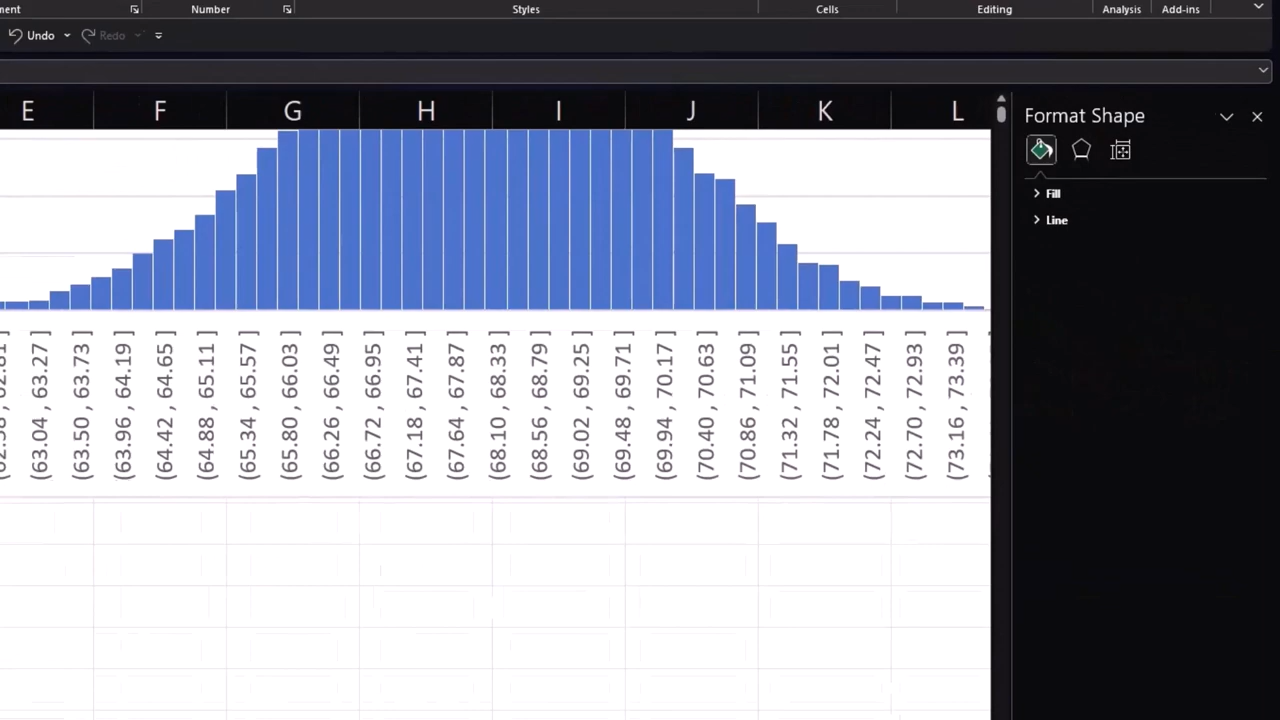 ment
Number
Styles
Cells
Editing
Analysis
Add-ins
Undo
Redo
E F G H I J K L
Format Shape
Fill
Line
(63.04 , 63.27]
(63.50 , 63.73]
(63.96 , 64.19]
(64.42 , 64.65]
(64.88 , 65.11]
(65.34 , 65.57]
(65.80 , 66.03]
(66.26 , 66.49]
(66.72 , 66.95]
(67.18 , 67.41]
(67.64 , 67.87]
(68.10 , 68.33]
(68.56 , 68.79]
(69.02 , 69.25]
(69.48 , 69.71]
(69.94 , 70.17]
(70.40 , 70.63]
(70.86 , 71.09]
(71.32 , 71.55]
(71.78 , 72.01]
(72.24 , 72.47]
(72.70 , 72.93]
(73.16 , 73.39]